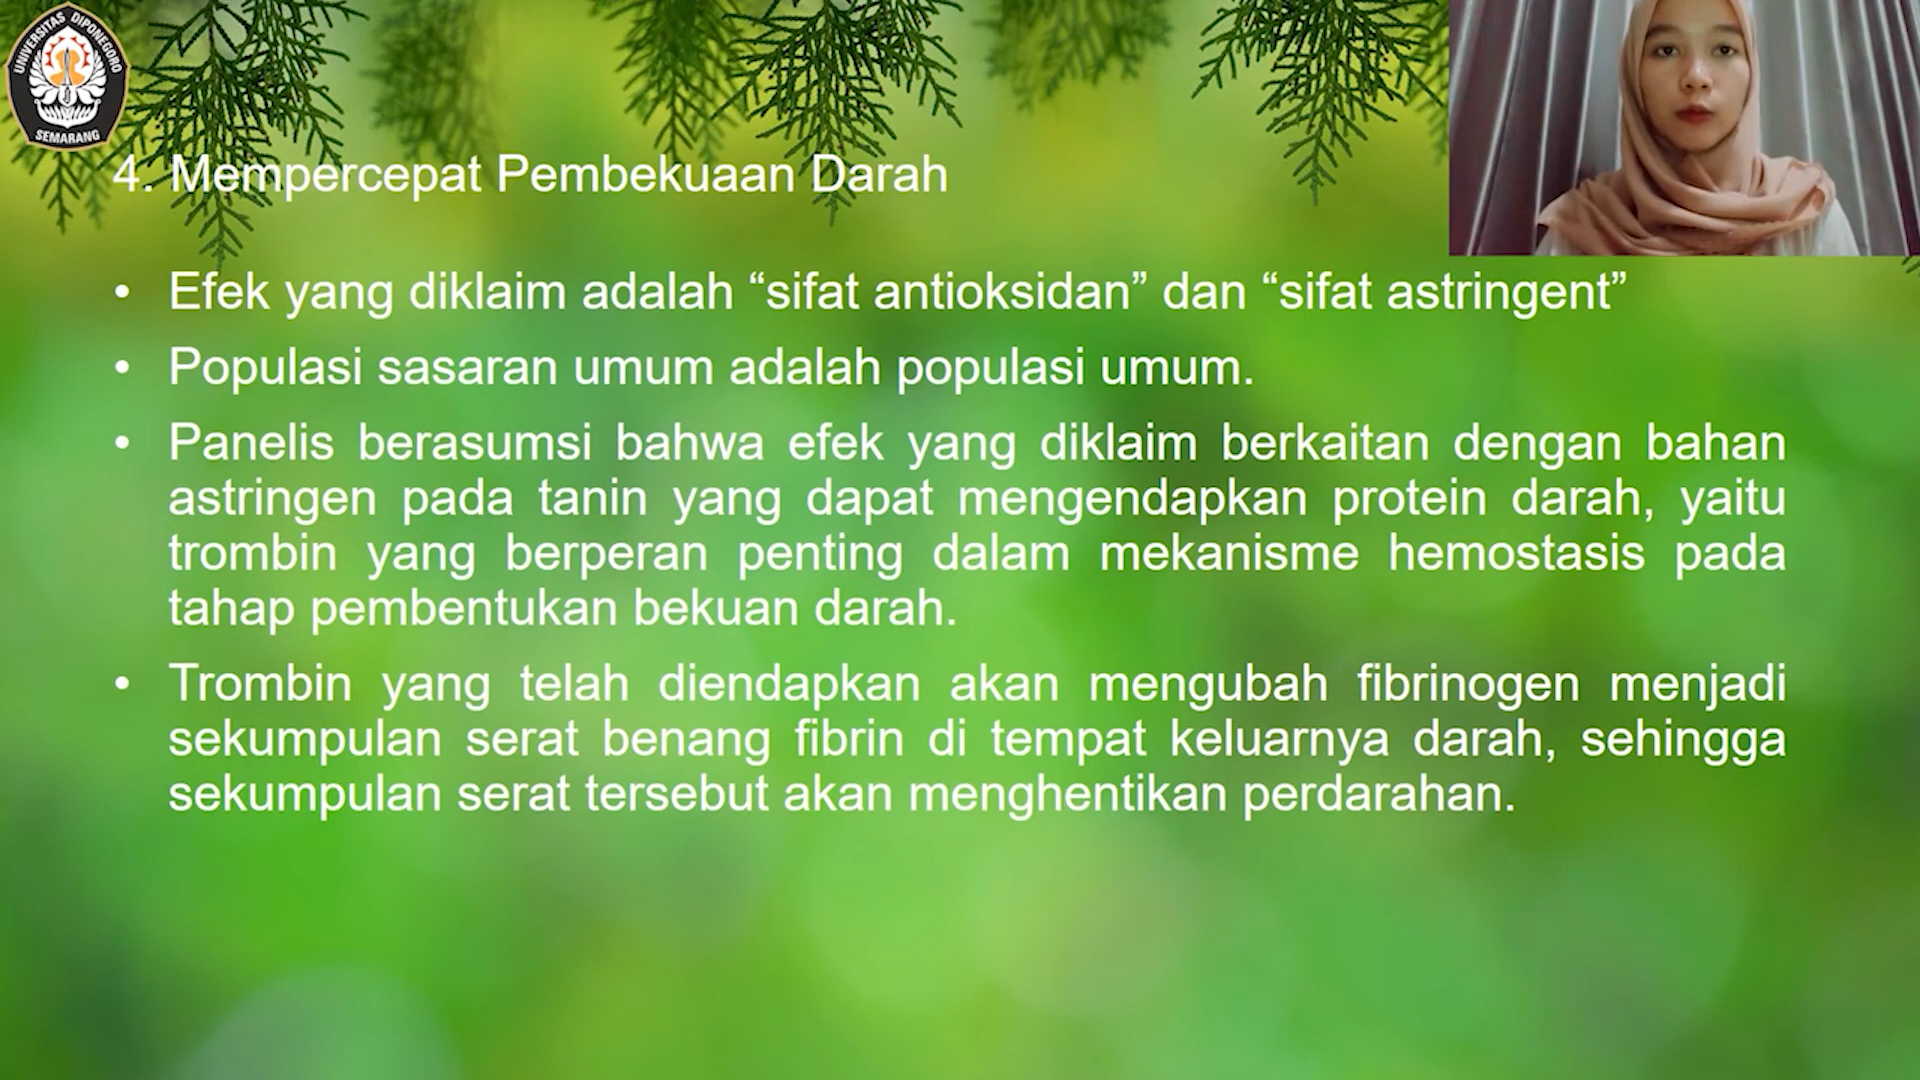 UNIVERSITAS DIPONEGORO
SEMARANG
4. Mempercepat Pembekuaan Darah
• Efek yang diklaim adalah “sifat antioksidan” dan “sifat astringent”
• Populasi sasaran umum adalah populasi umum.
• Panelis berasumsi bahwa efek yang diklaim berkaitan dengan bahan
astringen pada tanin yang dapat mengendapkan protein darah, yaitu
trombin yang berperan penting dalam mekanisme hemostasis pada
tahap pembentukan bekuan darah.
• Trombin yang telah diendapkan akan mengubah fibrinogen menjadi
sekumpulan serat benang fibrin di tempat keluarnya darah, sehingga
sekumpulan serat tersebut akan menghentikan perdarahan.